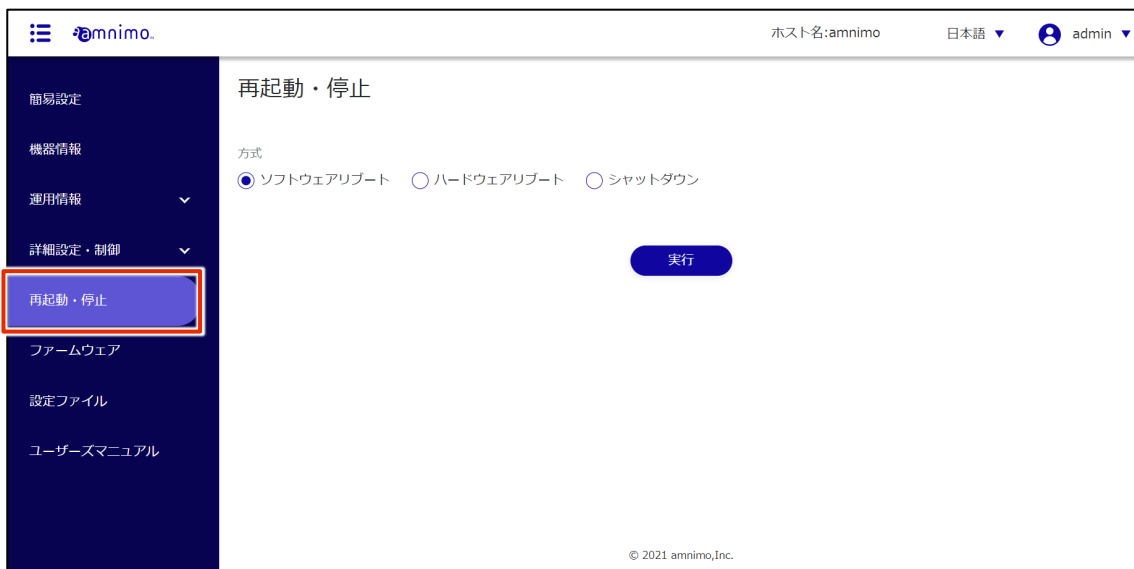 amnimo
ホスト名:amnimo
日本語 ▼
admin ▼
簡易設定
機器情報
運用情報
詳細設定・制御
再起動・停止
ファームウェア
設定ファイル
ユーザーズマニュアル
再起動・停止
方式
ソフトウェアリブート ハードウェアリブート シャットダウン
実行
© 2021 amnimo,Inc.